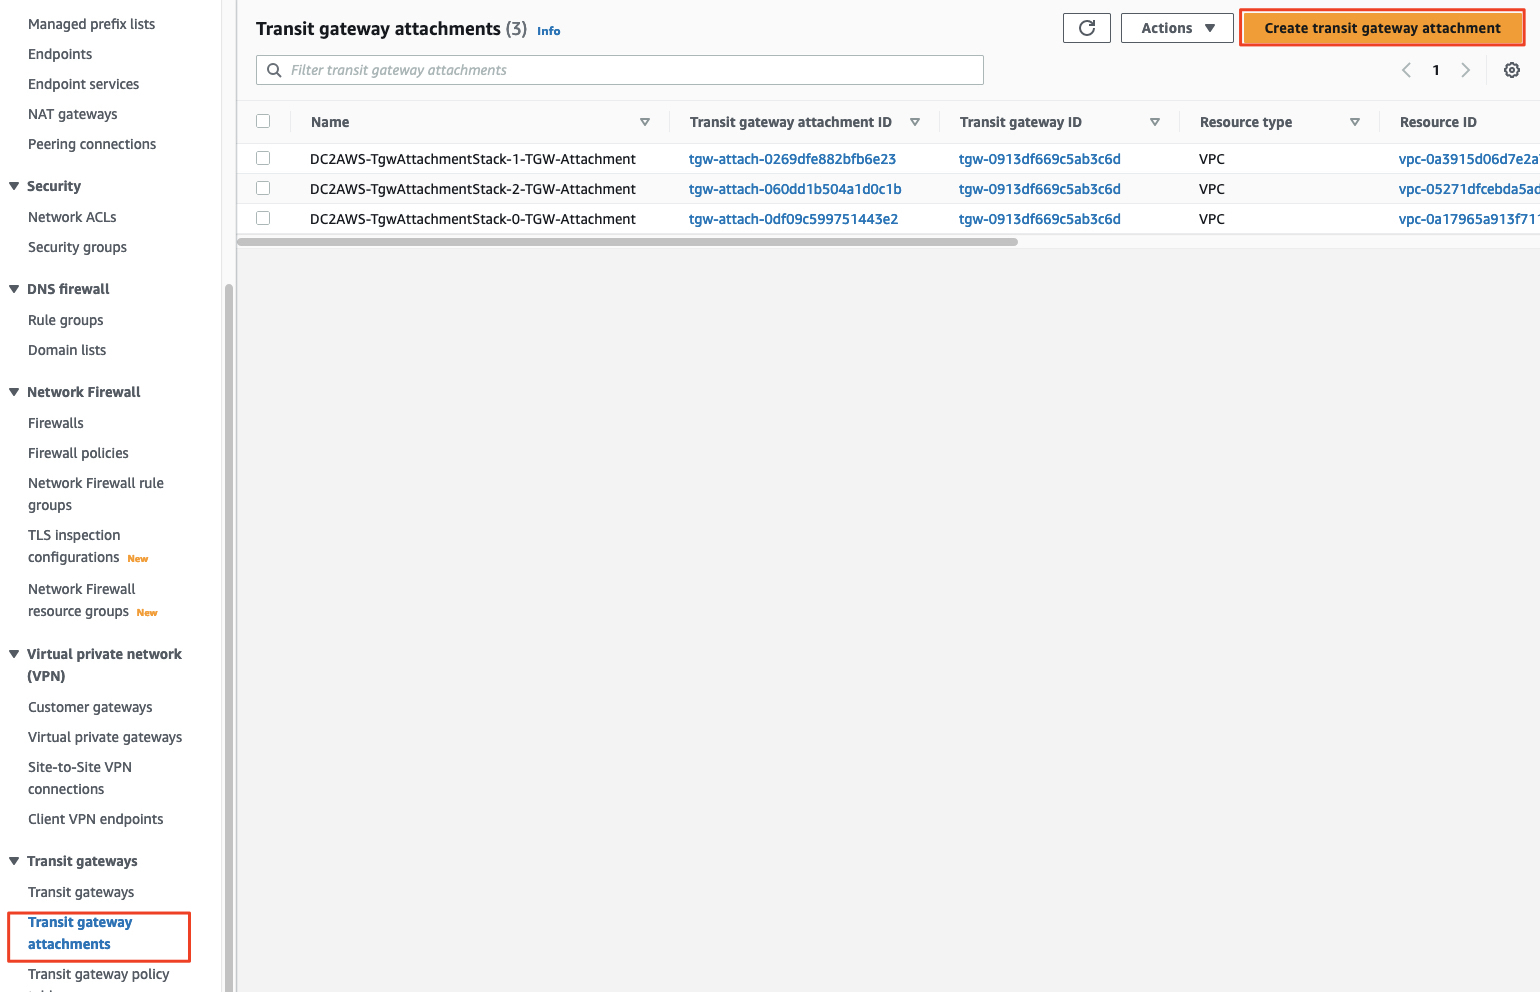 Managed prefix lists
Endpoints
Endpoint services
NAT gateways
Peering connections
Security
Network ACLs
Security groups
DNS firewall
Rule groups
Domain lists
Network Firewall
Firewalls
Firewall policies
Network Firewall rule
groups
TLS inspection
configurations New
Network Firewall
resource groups New
Virtual private network
(VPN)
Customer gateways
Virtual private gateways
Site-to-Site VPN
connections
Client VPN endpoints
Transit gateways
Transit gateways
Transit gateway
attachments
Transit gateway policy
Transit gateway attachments (3) Info
Actions
Create transit gateway attachment
Filter transit gateway attachments
1
Name Transit gateway attachment ID Transit gateway ID Resource type Resource ID
DC2AWS-TgwAttachmentStack-1-TGW-Attachment tgw-attach-0269dfe882bfb6e23 tgw-0913df669c5ab3c6d VPC vpc-0a3915d06d7e2a
DC2AWS-TgwAttachmentStack-2-TGW-Attachment tgw-attach-060dd1b504a1d0c1b tgw-0913df669c5ab3c6d VPC vpc-05271dfcebda5ad
DC2AWS-TgwAttachmentStack-0-TGW-Attachment tgw-attach-0df09c599751443e2 tgw-0913df669c5ab3c6d VPC vpc-0a17965a913f71